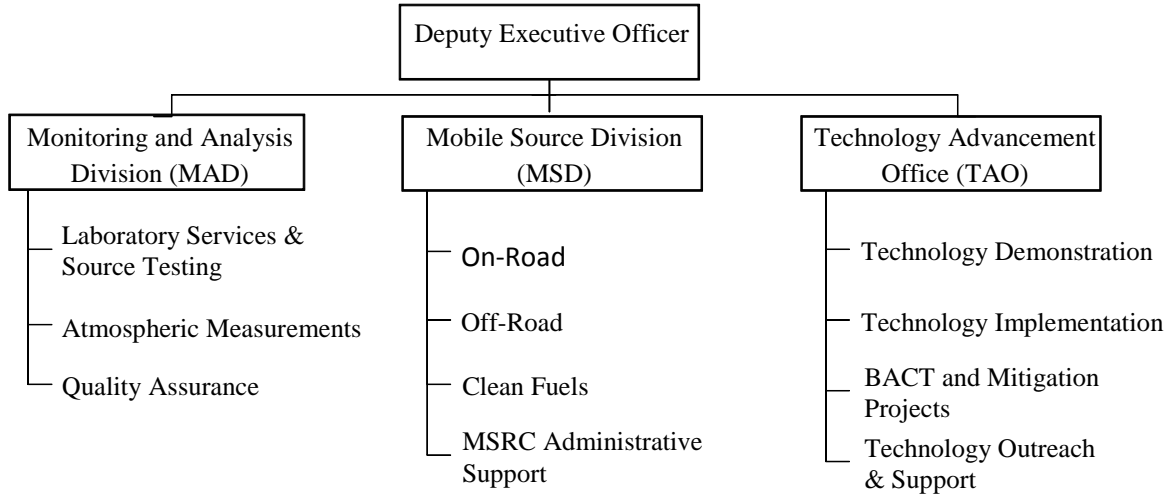 Deputy Executive Officer
Monitoring and Analysis
Division (MAD)
Laboratory Services &
Source Testing
Atmospheric Measurements
Quality Assurance
Mobile Source Division
(MSD)
On-Road
Off-Road
Clean Fuels
MSRC Administrative
Support
Technology Advancement
Office (TAO)
Technology Demonstration
Technology Implementation
BACT and Mitigation
Projects
Technology Outreach
& Support